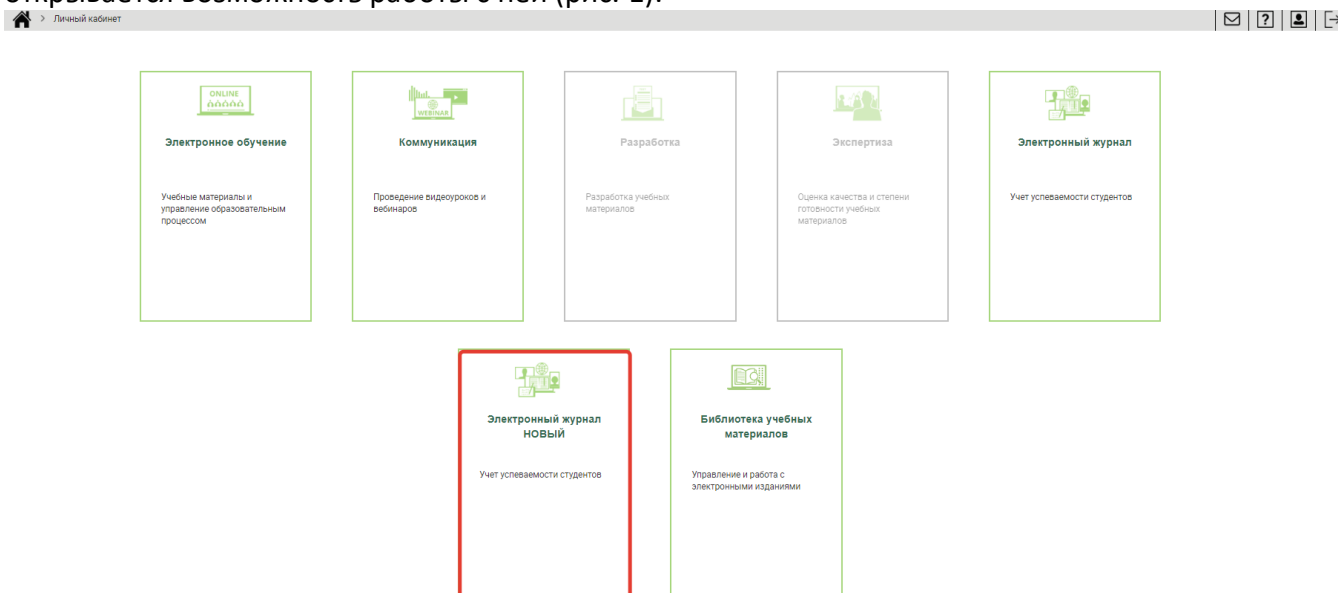 открывается возможность работы с ней (рис. 2).
> Личный кабинет
?
ONLINE
Электронное обучение
Учебные материалы и
управление образовательным
процессом
WEBINAR
Коммуникация
Проведение видеоуроков и
вебинаров
Разработка
Разработка учебных
материалов
Экспертиза
Оценка качества и степени
готовности учебных
материалов
Электронный журнал
Учет успеваемости студентов
Электронный журнал
НОВЫЙ
Учет успеваемости студентов
Библиотека учебных
материалов
Управление и работа с
электронными изданиями